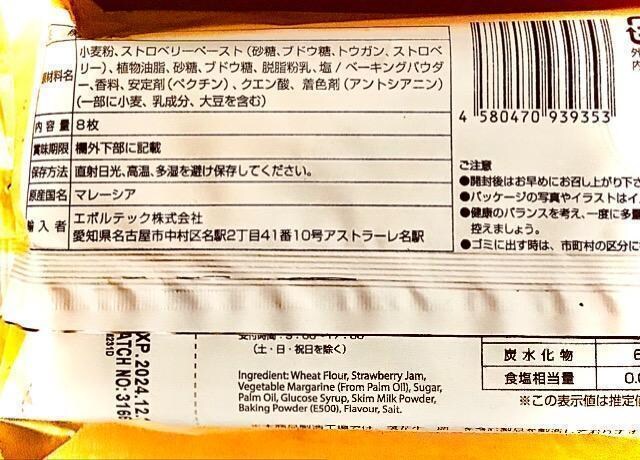 原材料名 小麦粉、ストロベリーペースト(砂糖、ブドウ糖、トウガン、ストロベ
リー)、植物油脂、砂糖、ブドウ糖、脱脂粉乳、塩/ベーキングパウダ
ー、香料、安定剤(ペクチン)、クエン酸、着色剤(アントシアニン)
(一部に小麦、乳成分、大豆を含む)
内容量 8枚
賞味期限 欄外下部に記載
保存方法 直射日光、高温、多湿を避け保存してください。
原産国名 マレーシア
輸入者 エボルテック株式会社
愛知県名古屋市中村区名駅2丁目41番10号アストラーレ名駅
4 580470 939353
ご注意
●開封後はお早めにお召し上がり下さ
●パッケージの写真やイラストはイ
●健康のバランスを考え、一度に多量
控えましょう。
●ゴミに出す時は、市町村の区分に
XP.2024.12.
ATCH NO: 316
(土・日・祝日を除く)
Ingredient: Wheat Flour, Strawberry Jam,
Vegetable Margarine (From Palm Oil), Sugar,
Palm Oil, Glucose Syrup, Skim Milk Powder,
Baking Powder (E500), Flavour, Salt.
炭水化物 6
食塩相当量 0.0
※この表示値は推定値